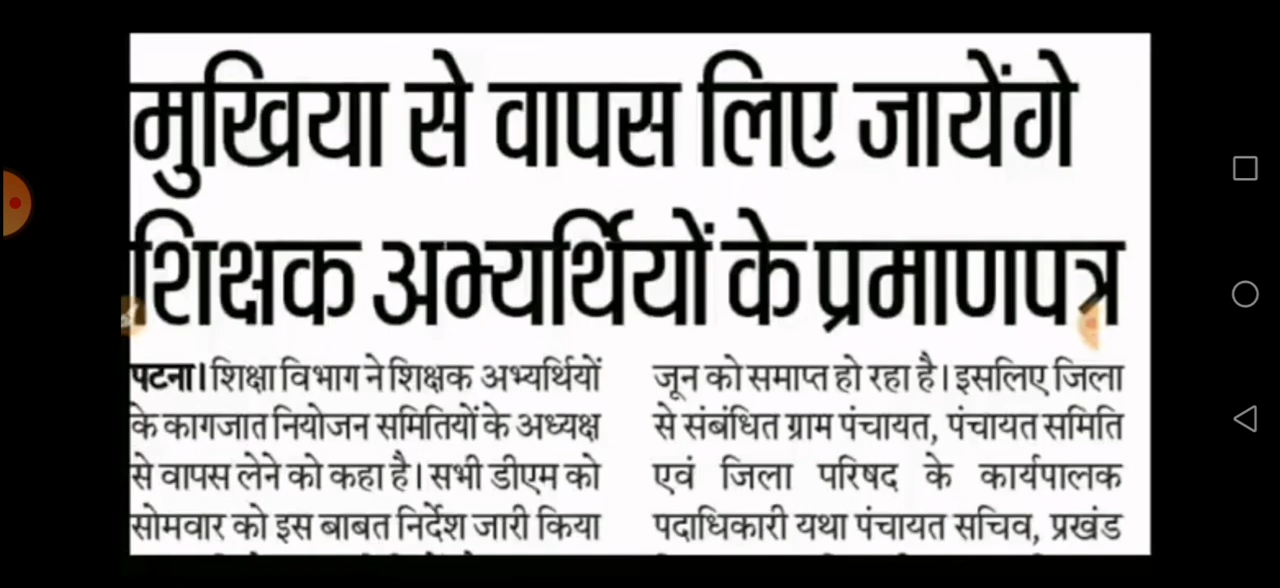 मुखिया से वापस लिए जायेंगे
शिक्षक अभ्यर्थियों के प्रमाणपत्र
पटना। शिक्षा विभाग ने शिक्षक अभ्यर्थियों
के कागजात नियोजन समितियों के अध्यक्ष
से वापस लेने को कहा है। सभी डीएम को
सोमवार को इस बाबत निर्देश जारी किया
जून को समाप्त हो रहा है। इसलिए जिला
से संबंधित ग्राम पंचायत, पंचायत समिति
एवं जिला परिषद के कार्यपालक
पदाधिकारी यथा पंचायत सचिव, प्रखंड